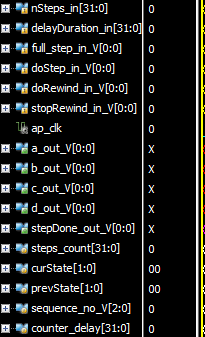 nSteps_in[31:0] 0
delayDuration_in[31:0] 0
full_step_in_V[0:0] 0
doStep_in_V[0:0] 0
doRewind_in_V[0:0] 0
stopRewind_in_V[0:0] 0
ap_clk 0
a_out_V[0:0] X
b_out_V[0:0] X
c_out_V[0:0] X
d_out_V[0:0] X
stepDone_out_V[0:0] X
steps_count[31:0] 0
curState[1:0] 00
prevState[1:0] 00
sequence_no_V[2:0] 0
counter_delay[31:0] 0